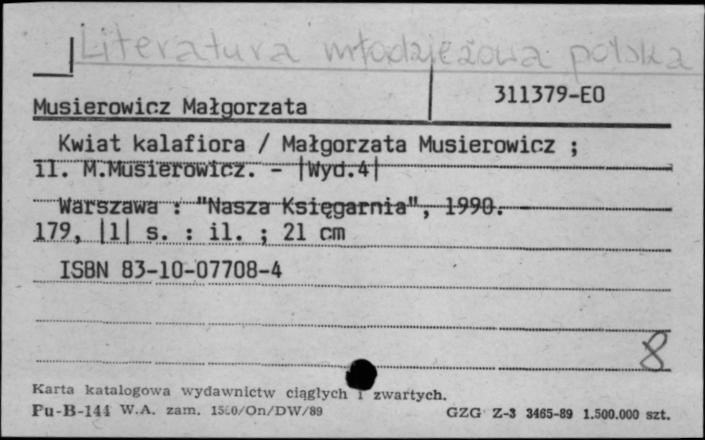 Literatura młodzieżowa polska
311379-EO
Musierowicz Małgorzata
Kwiat kalafiora / Małgorzata Musierowicz ;
il. M.Musierowicz. - |Wyd.4|
Warszawa : "Nasza Księgarnia", 1990. -
179, |1| s. : il. ; 21 cm
ISBN 83-10-07708-4
8
Karta katalogowa wydawnictw ciągłych i zwartych.
Pu-B-144 W.A. zam. /On/DW/89 GZG Z-3 3465-89 1.500.000 szt.